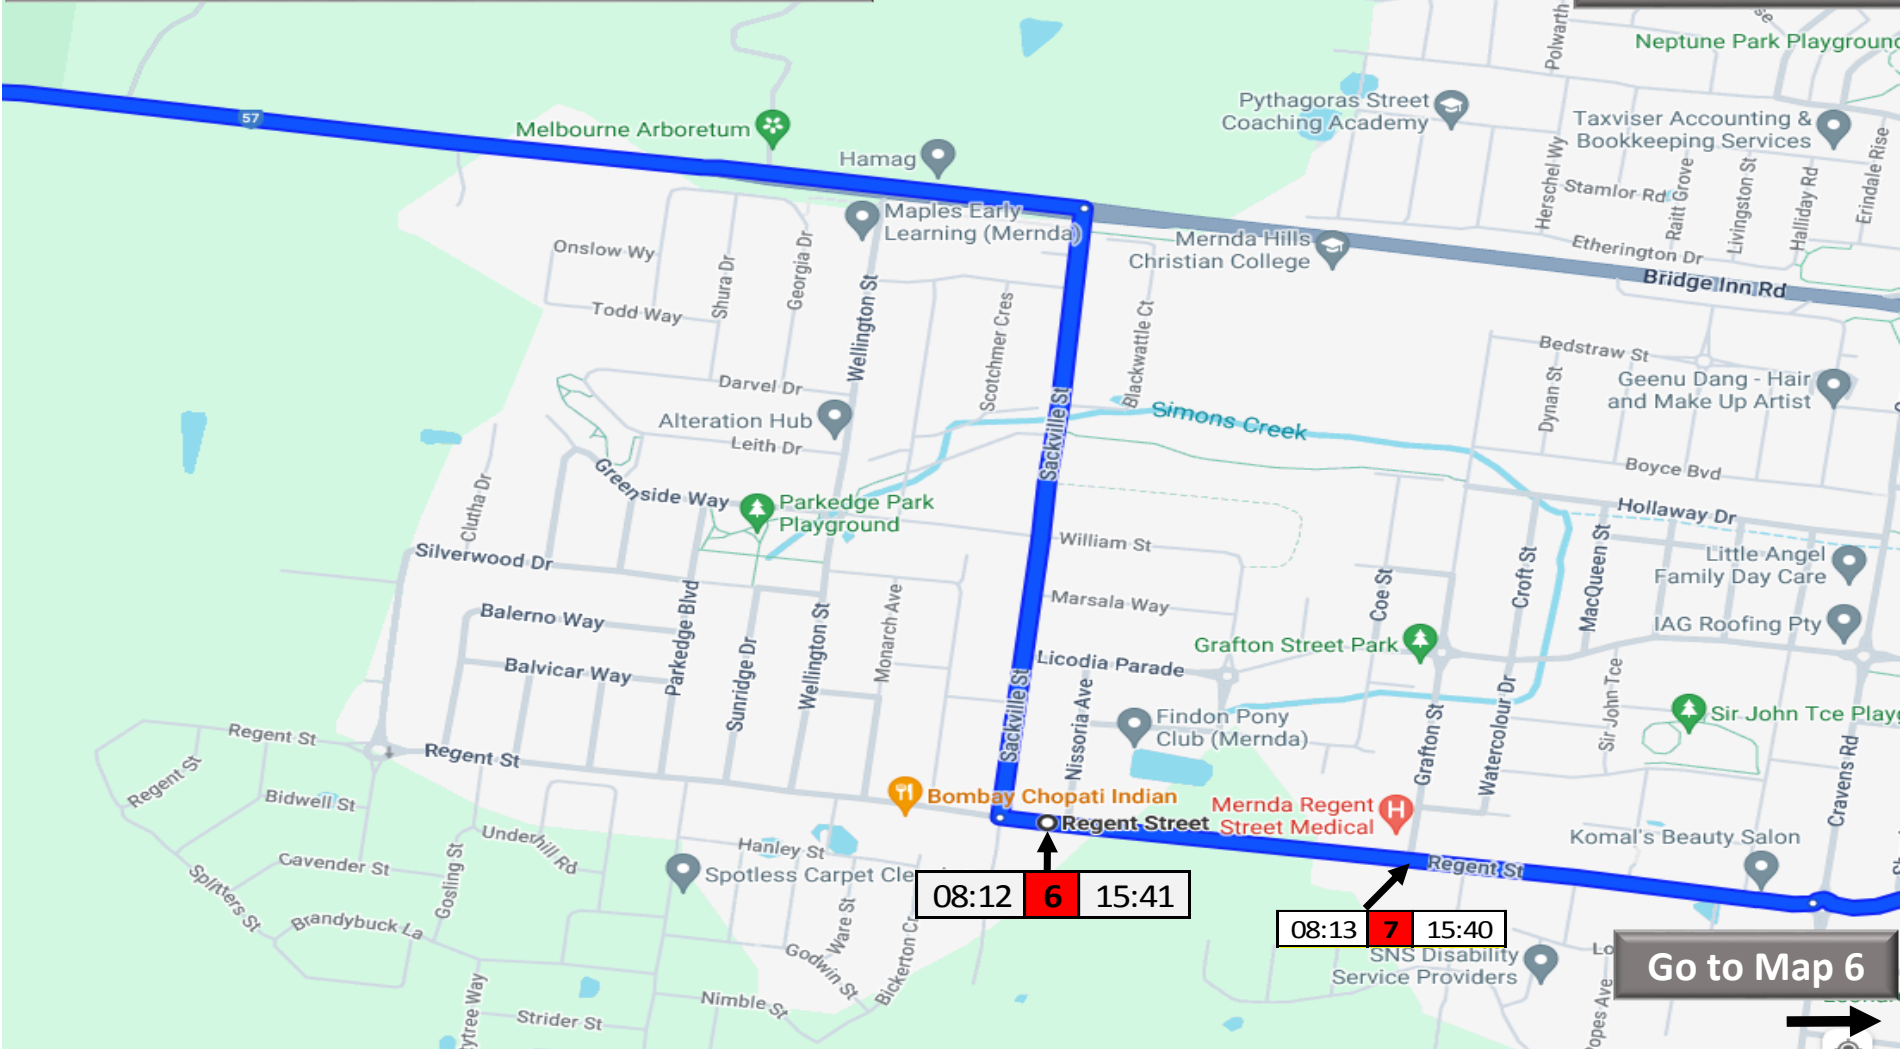 Polwarth
Neptune Park Playground
57
Pythagoras Street
Coaching Academy
Taxviser Accounting &
Bookkeeping Services
Melbourne Arboretum
Hamag
Herschel Wy
Stamlor Rd
Raitt Grove
Livingston St
Halliday Rd
Erindale Rise
Maples Early
Learning (Mernda)
Mernda Hills
Christian College
Etherington Dr
Bridge Inn Rd
Onslow Wy
Shura Dr
Georgia Dr
Todd Way
Wellington St
Scotchmer Cres
Blackwattle Ct
Bedstraw St
Dynan St
Geenu Dang - Hair
and Make Up Artist
Darvel Dr
Alteration Hub
Leith Dr
Sackville St
Simons Creek
Boyce Bvd
Greenside Way
Clutha Dr
Parkedge Park
Playground
Hollaway Dr
Silverwood Dr
William St
Coe St
Croft St
MacQueen St
Little Angel
Family Day Care
Balerno Way
Parkedge Blvd
Monarch Ave
Marsala Way
Grafton Street Park
IAG Roofing Pty
Balvicar Way
Sunridge Dr
Wellington St
Licodia Parade
Sackville St
Nissoria Ave
Findon Pony
Club (Mernda)
Grafton St
Watercolour Dr
Sir John Tce
Sir John Tce Play
Cravens Rd
Regent St
Regent St
Regent St
Bidwell St
Bombay Chopati Indian
Regent Street
Mernda Regent
Street Medical
Komal's Beauty Salon
Regent St
Underhill Rd
Hanley St
Cavender St
Gosling St
Splitters St
Spotless Carpet Cle
Brandybuck La
Ware St
Bickerton Cr
Godwin St
08:12 6 15:41
08:13 7 15:40
SNS Disability
Service Providers
Lo
Go to Map 6
Nimble St
Strider St
ytree Way
opes Ave